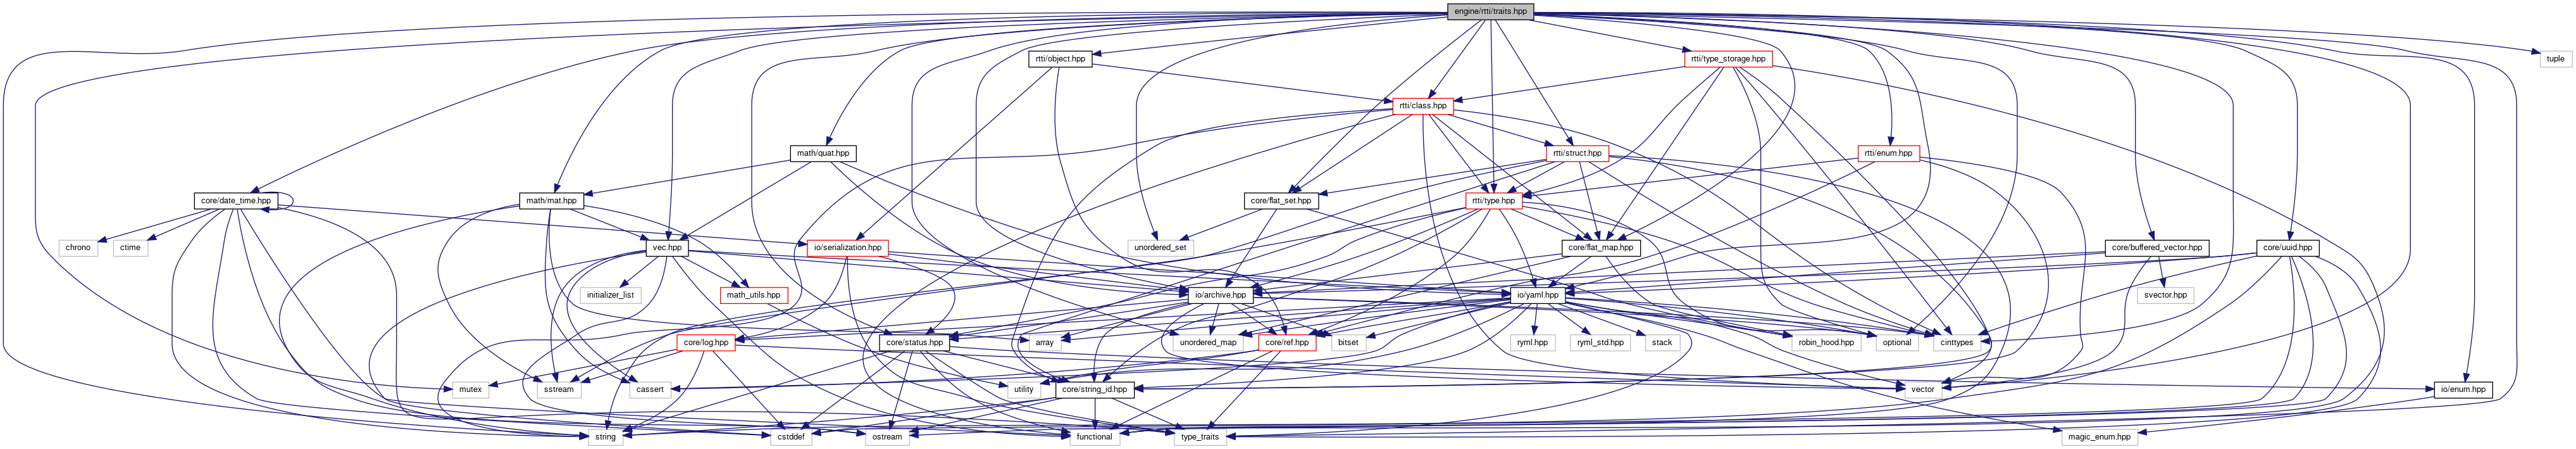 engine/rtti/traits.hpp
rtti/object.hpp
rtti/type_storage.hpp
tuple
rtti/class.hpp
math/quat.hpp
rtti/struct.hpp
rtti/enum.hpp
core/date_time.hpp
math/mat.hpp
core/flat_set.hpp
rtti/type.hpp
chrono
ctime
vec.hpp
io/serialization.hpp
unordered_set
core/flat_map.hpp
core/buffered_vector.hpp
core/uuid.hpp
initializer_list
math_utils.hpp
io/archive.hpp
io/yaml.hpp
svector.hpp
core/log.hpp
core/status.hpp
array
unordered_map
core/ref.hpp
bitset
ryml.hpp
ryml_std.hpp
stack
robin_hood.hpp
optional
cinttypes
mutex
sstream
cassert
utility
core/string_id.hpp
vector
io/enum.hpp
string
cstddef
ostream
functional
type_traits
magic_enum.hpp